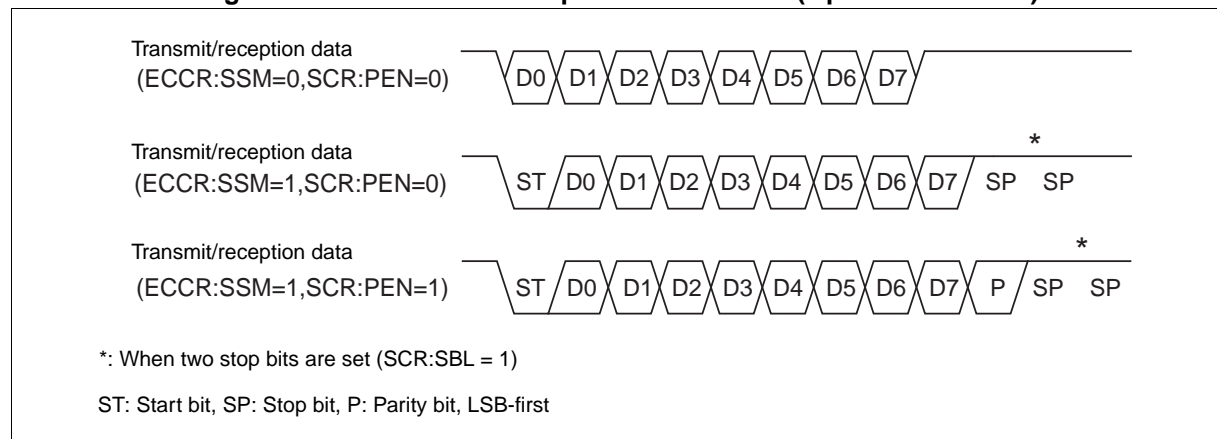 Transmit/reception data
(ECCR:SSM=0,SCR:PEN=0) D0 D1 D2 D3 D4 D5 D6 D7
*
Transmit/reception data
(ECCR:SSM=1,SCR:PEN=0) ST D0 D1 D2 D3 D4 D5 D6 D7 SP SP
*
Transmit/reception data
(ECCR:SSM=1,SCR:PEN=1) ST D0 D1 D2 D3 D4 D5 D6 D7 P SP SP
*: When two stop bits are set (SCR:SBL = 1)
ST: Start bit, SP: Stop bit, P: Parity bit, LSB-first